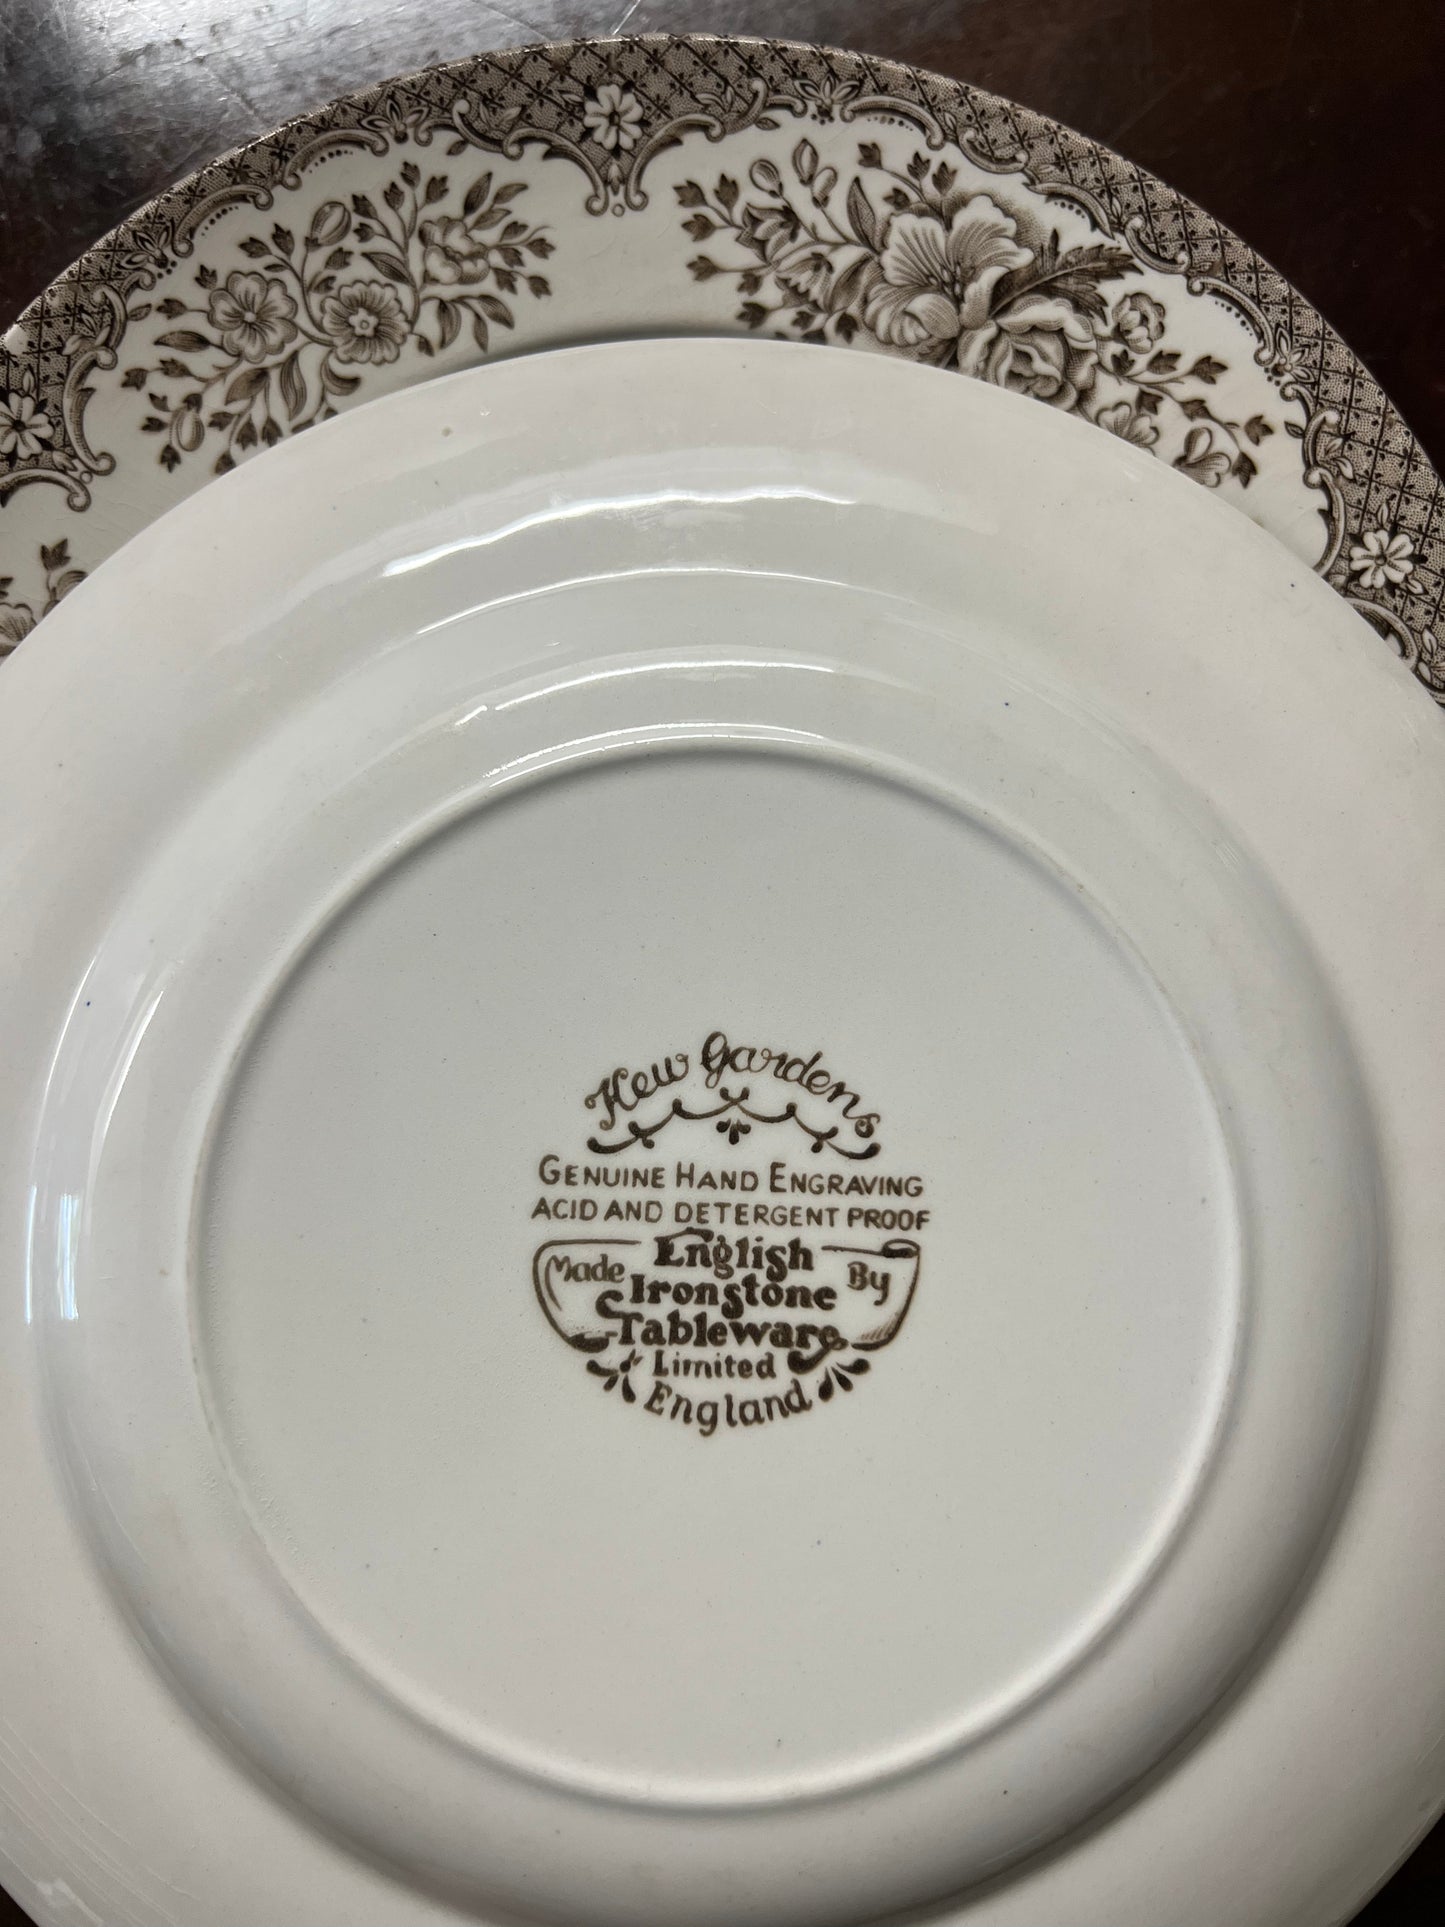 Kew Gardens
GENUINE HAND ENGRAVING
ACID AND DETERGENT PROOF
Made English By
Ironstone
Tableware
Limited
England